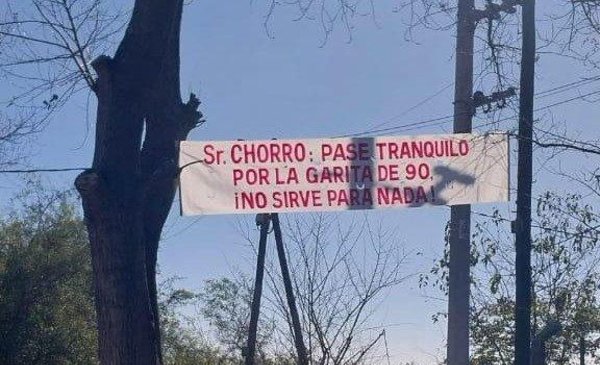 Sr. CHORRO: PASE TRANQUILO
POR LA GARITA DE 90,
¡NO SIRVE PARA NADA!